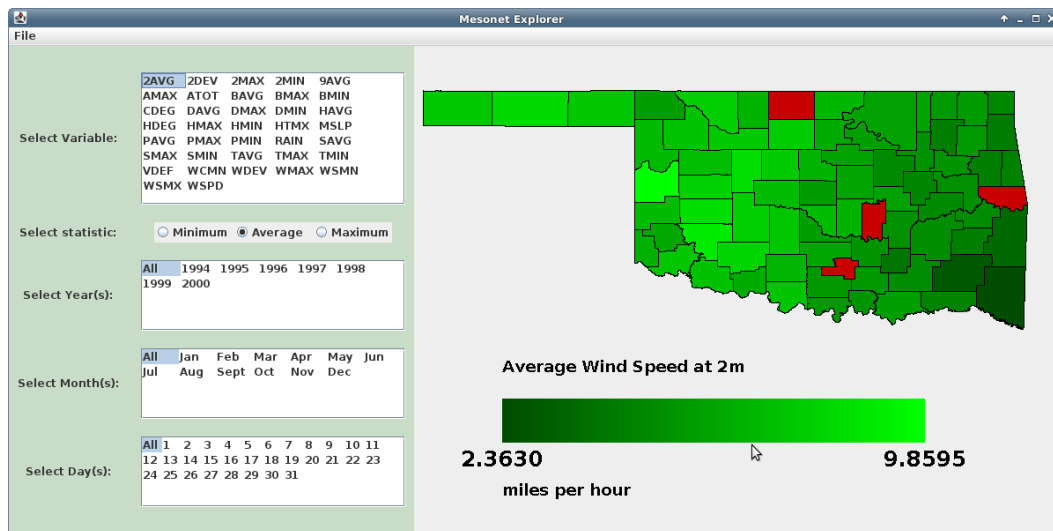 Mesonet Explorer
File
Select Variable:
2AVG 2DEV 2MAX 2MIN 9AVG
AMAX ATOT BAVG BMAX BMIN
CDEG DAVG DMAX DMIN HAVG
HDEG HMAX HMIN HTMX MSLP
PAVG PMAX PMIN RAIN SAVG
SMAX SMIN TAVG TMAX TMIN
VDEF WCMN WDEV WMAX WSMN
WSMX WSPD
Select statistic:
Minimum Average Maximum
Select Year(s):
All 1994 1995 1996 1997 1998
1999 2000
Select Month(s):
All Jan Feb Mar Apr May Jun
Jul Aug Sept Oct Nov Dec
Select Day(s):
All 1 2 3 4 5 6 7 8 9 10 11
12 13 14 15 16 17 18 19 20 21 22 23
24 25 26 27 28 29 30 31
Average Wind Speed at 2m
2.3630 9.8595
miles per hour